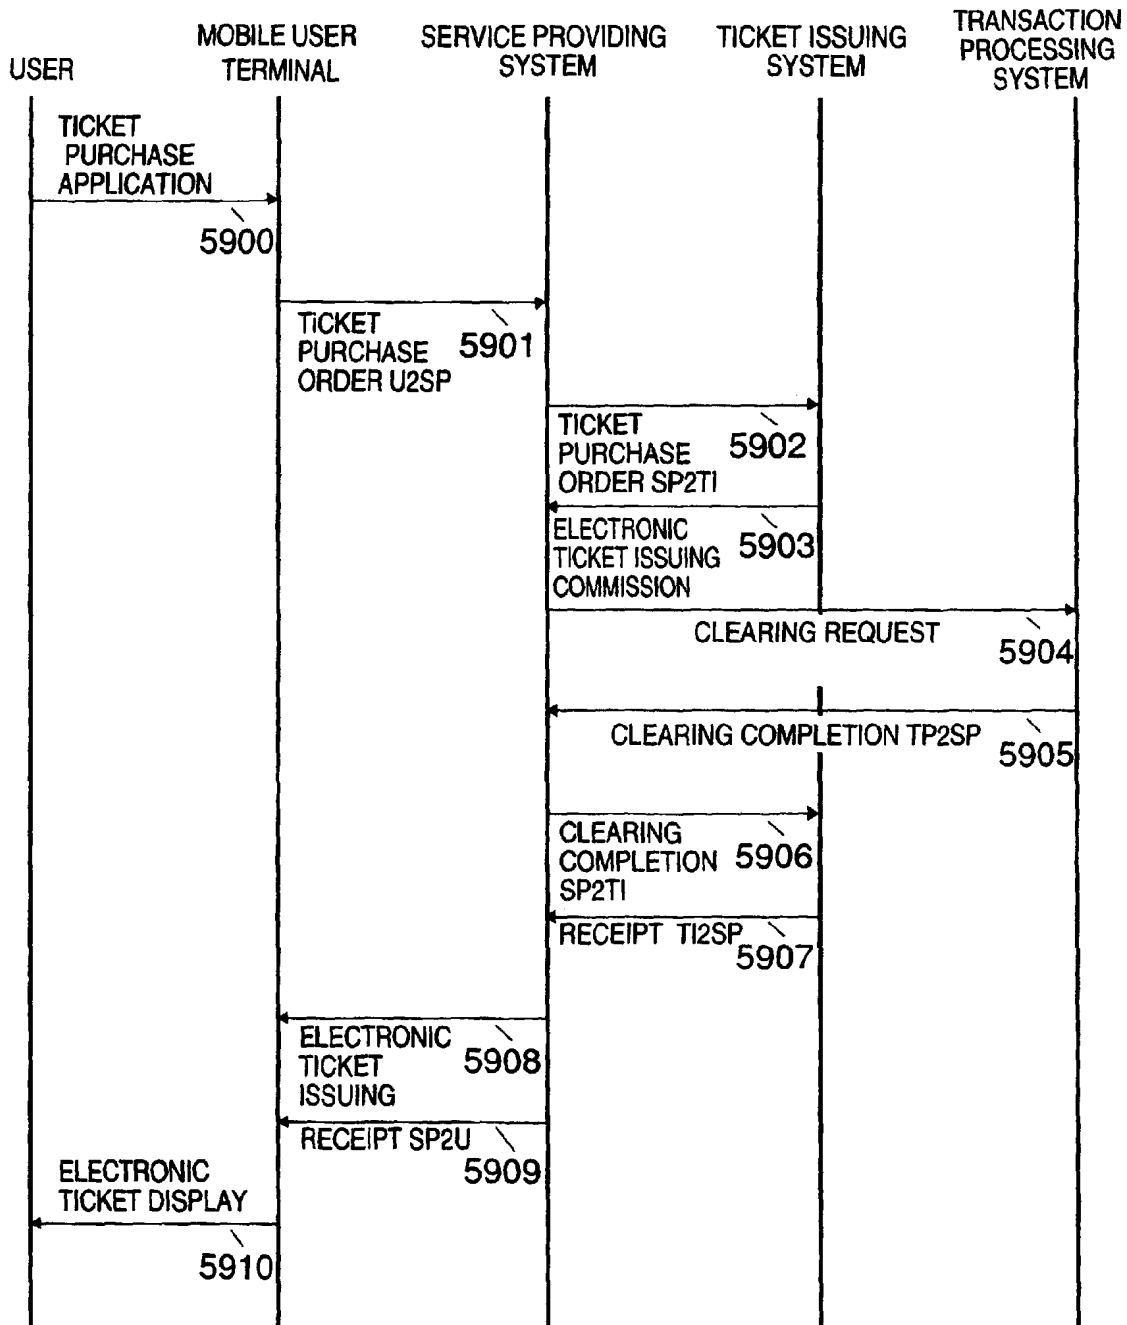 USER
MOBILE USER
TERMINAL
SERVICE PROVIDING
SYSTEM
TICKET ISSUING
SYSTEM
TRANSACTION
PROCESSING
SYSTEM
TICKET
PURCHASE
APPLICATION
5900
TICKET
PURCHASE
ORDER U2SP
5901
TICKET
PURCHASE
ORDER SP2TI
5902
ELECTRONIC
TICKET ISSUING
COMMISSION
5903
CLEARING REQUEST
5904
CLEARING COMPLETION TP2SP
5905
CLEARING
COMPLETION
SP2TI
5906
RECEIPT TI2SP
5907
ELECTRONIC
TICKET
ISSUING
5908
RECEIPT SP2U
5909
ELECTRONIC
TICKET DISPLAY
5910